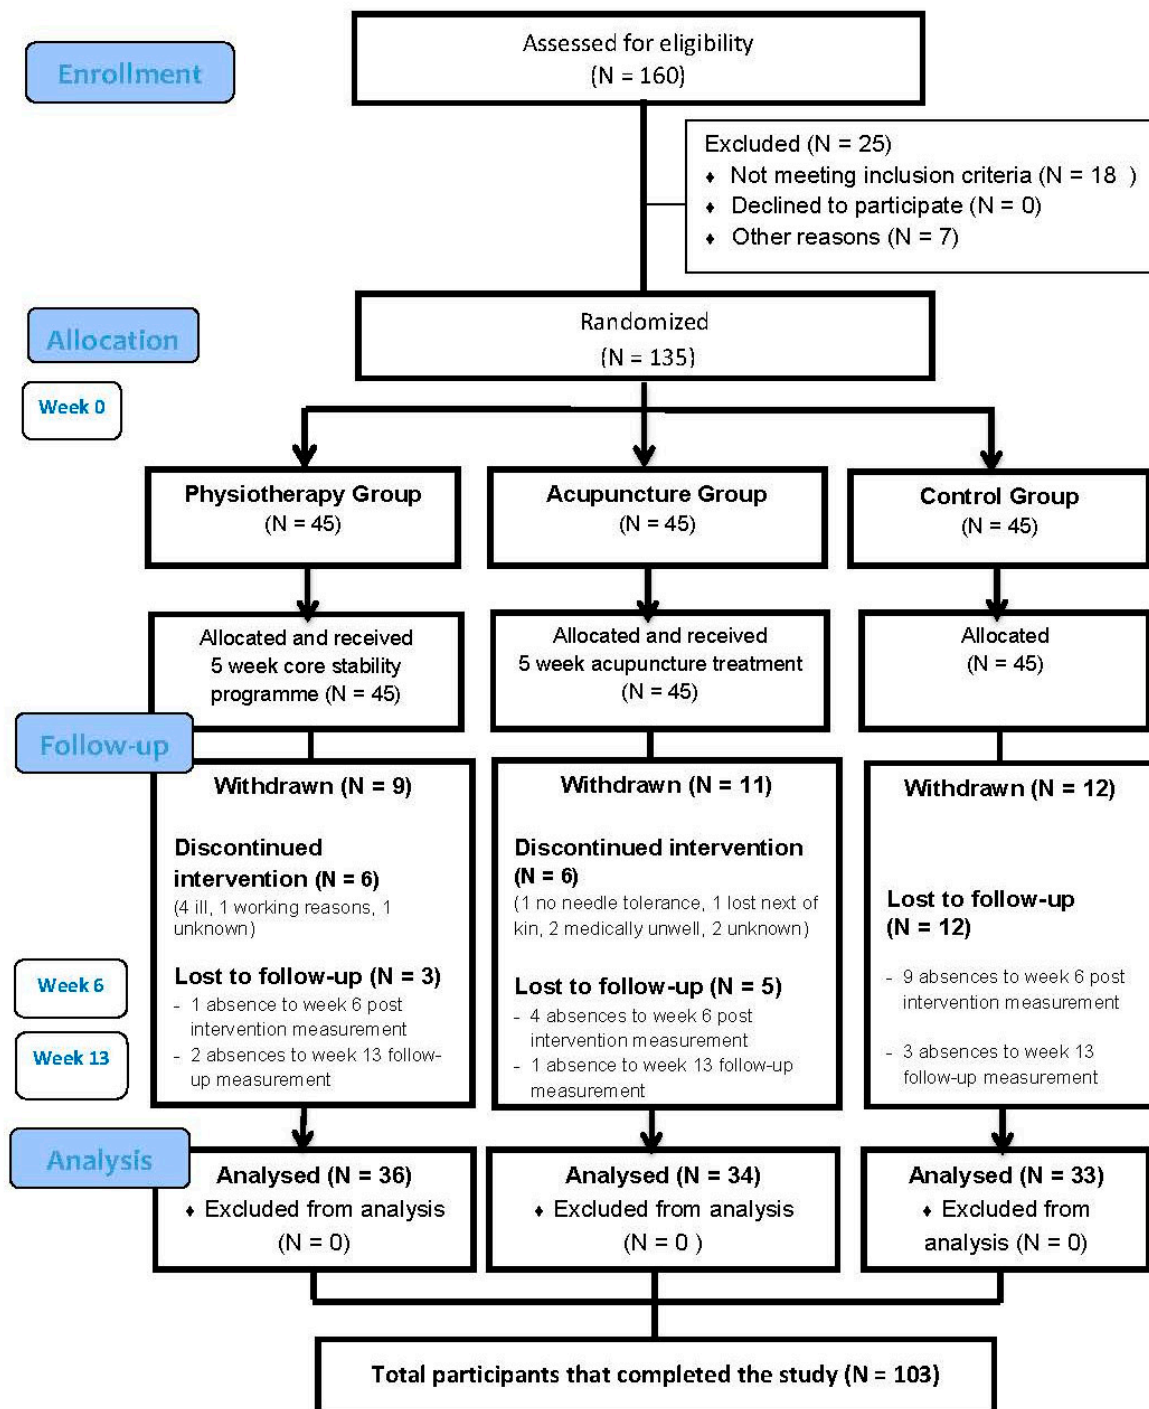 Enrollment
Assessed for eligibility
(N = 160)
Excluded (N = 25)
♦ Not meeting inclusion criteria (N = 18 )
♦ Declined to participate (N = 0)
♦ Other reasons (N = 7)
Allocation
Randomized
(N = 135)
Week 0
Physiotherapy Group
(N = 45)
Acupuncture Group
(N = 45)
Control Group
(N = 45)
Allocated and received
5 week core stability
programme (N = 45)
Allocated and received
5 week acupuncture treatment
(N = 45)
Allocated
(N = 45)
Follow-up
Withdrawn (N = 9)
Discontinued
intervention (N = 6)
(4 ill, 1 working reasons, 1
unknown)
Lost to follow-up (N = 3)
- 1 absence to week 6 post
intervention measurement
- 2 absences to week 13 follow-
up measurement
Withdrawn (N = 11)
Discontinued intervention
(N = 6)
(1 no needle tolerance, 1 lost next of
kin, 2 medically unwell, 2 unknown)
Lost to follow-up (N = 5)
- 4 absences to week 6 post
intervention measurement
- 1 absence to week 13 follow-up
measurement
Withdrawn (N = 12)
Lost to follow-up
(N = 12)
- 9 absences to week 6 post
intervention measurement
- 3 absences to week 13
follow-up measurement
Week 6
Week 13
Analysis
Analysed (N = 36)
♦ Excluded from analysis
(N = 0)
Analysed (N = 34)
♦ Excluded from analysis
(N = 0 )
Analysed (N = 33)
♦ Excluded from
analysis (N = 0)
Total participants that completed the study (N = 103)